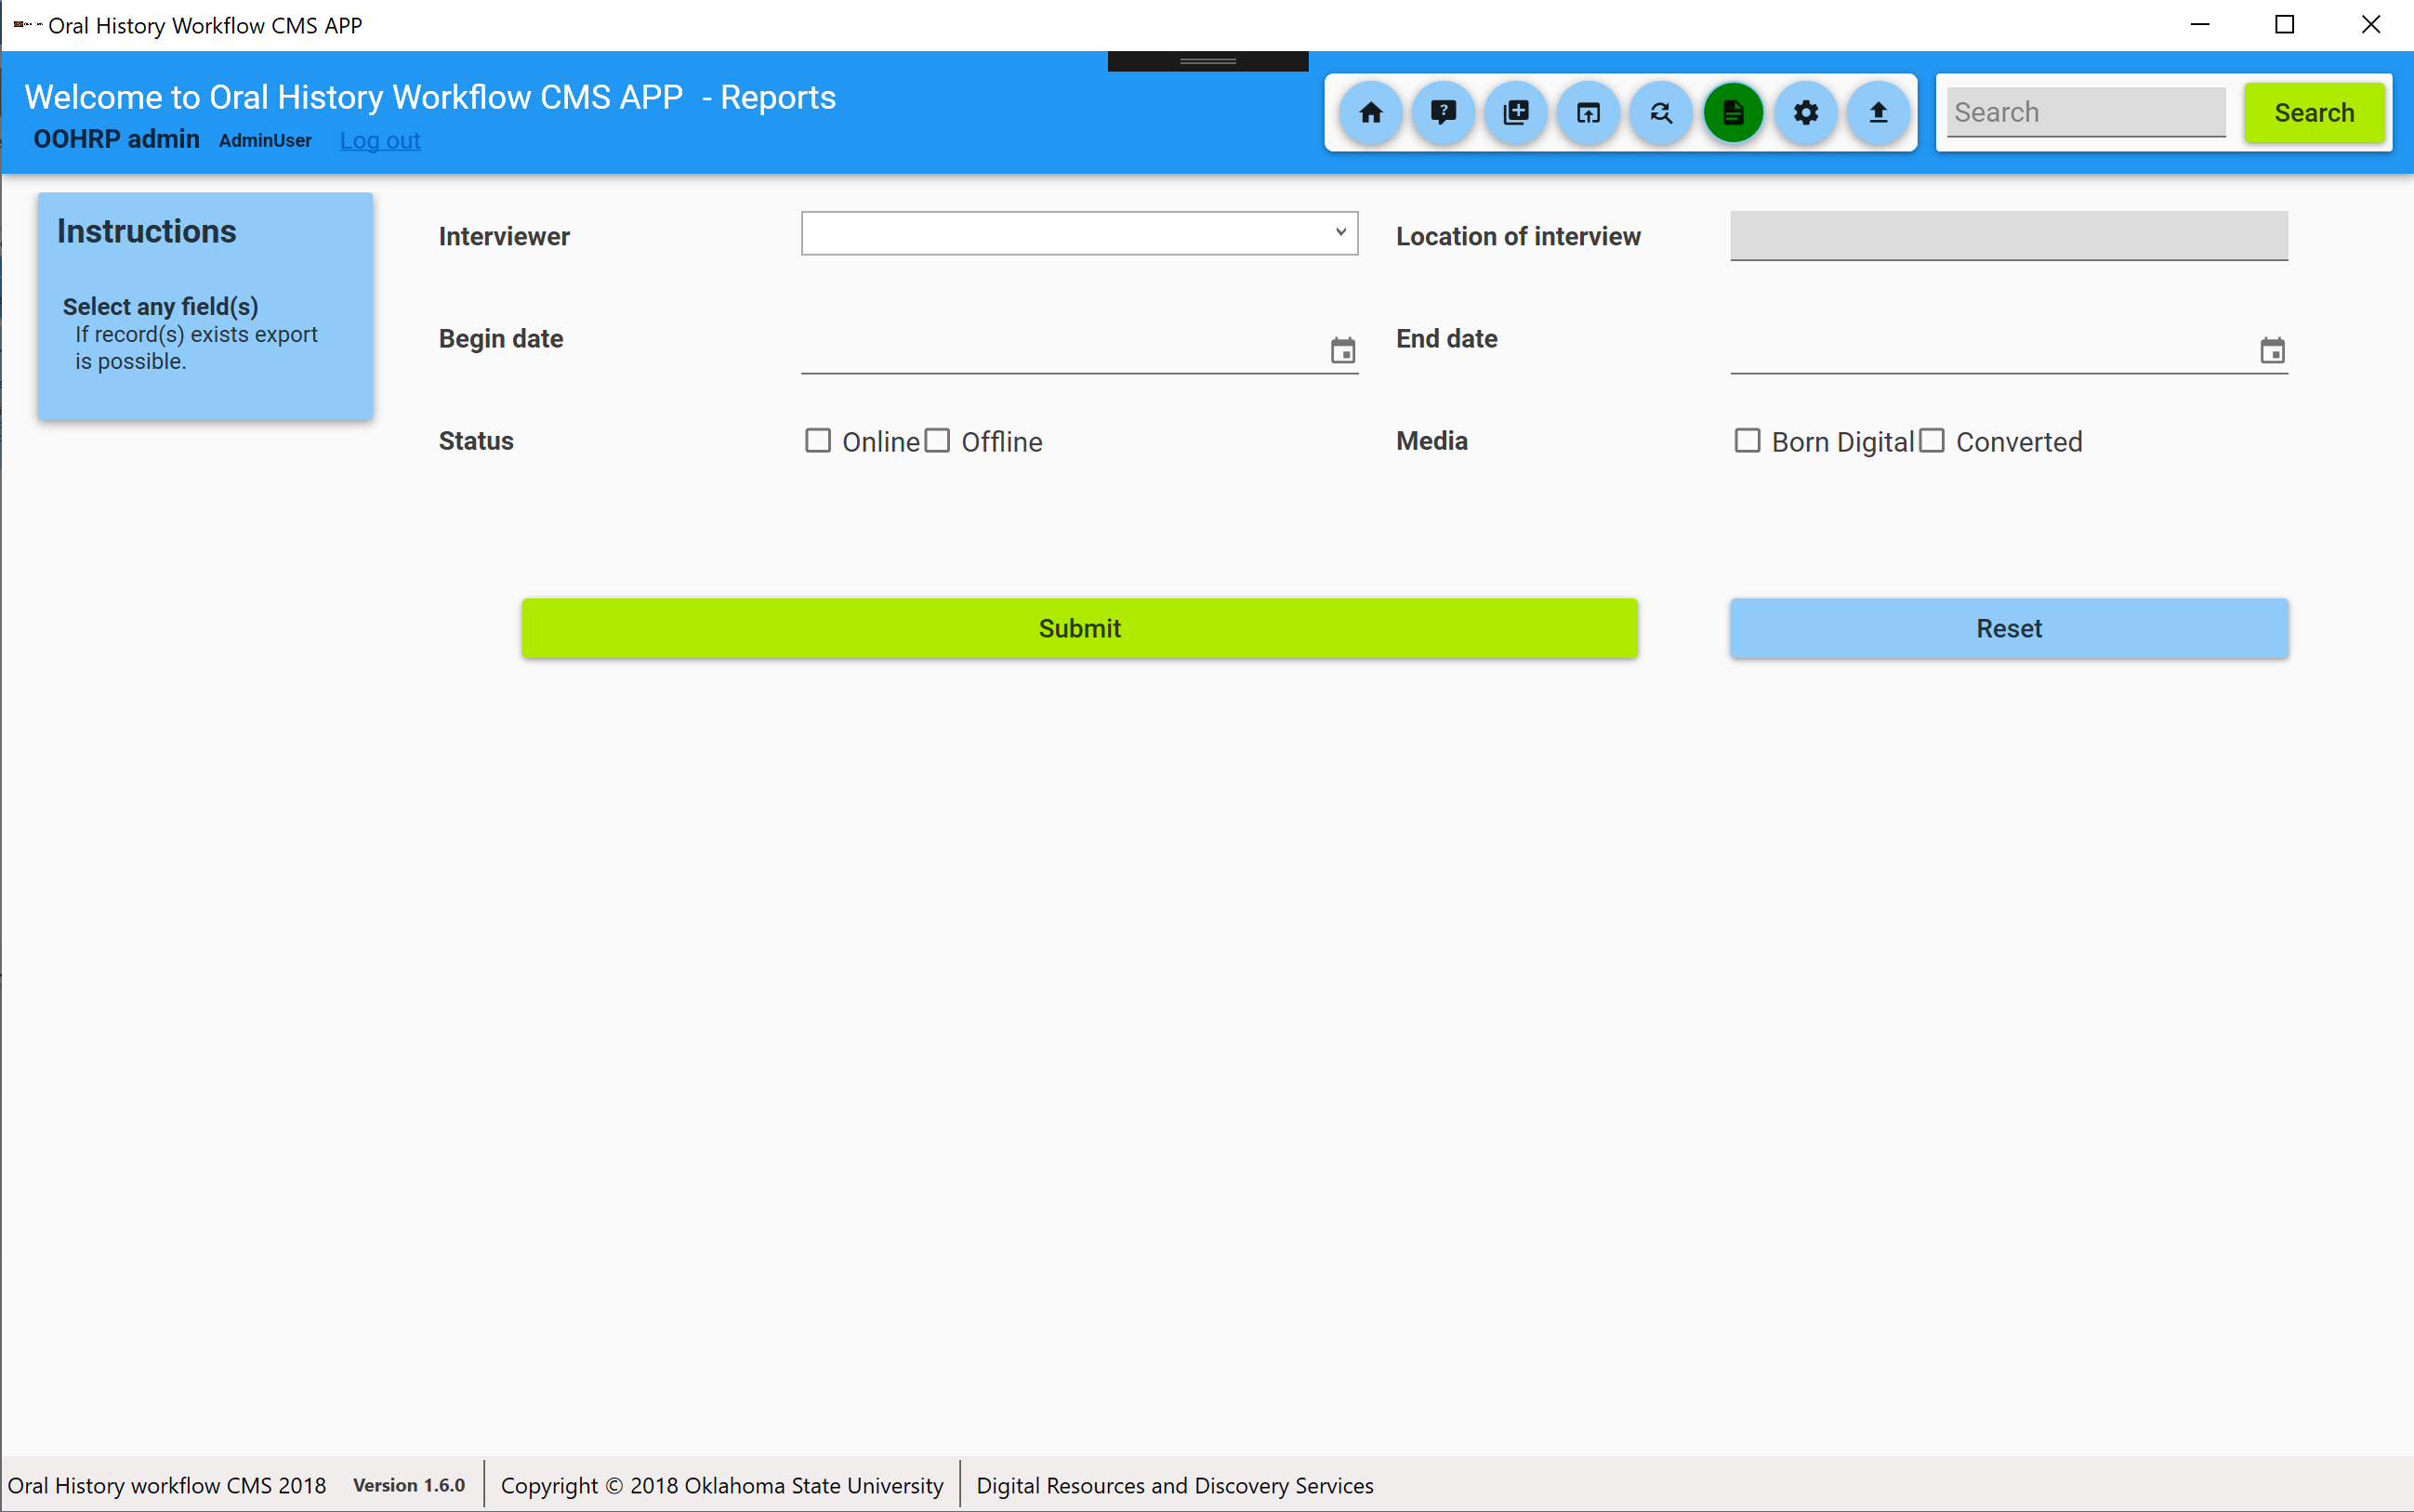 Oral History Workflow CMS APP
Welcome to Oral History Workflow CMS APP - Reports
OOHRP admin AdminUser Log out
Search Search
Instructions
Select any field(s)
If record(s) exists export
is possible.
Interviewer Location of interview
Begin date End date
Status Online Offline Media Born Digital Converted
Submit Reset
Oral History workflow CMS 2018 Version 1.6.0 Copyright © 2018 Oklahoma State University Digital Resources and Discovery Services